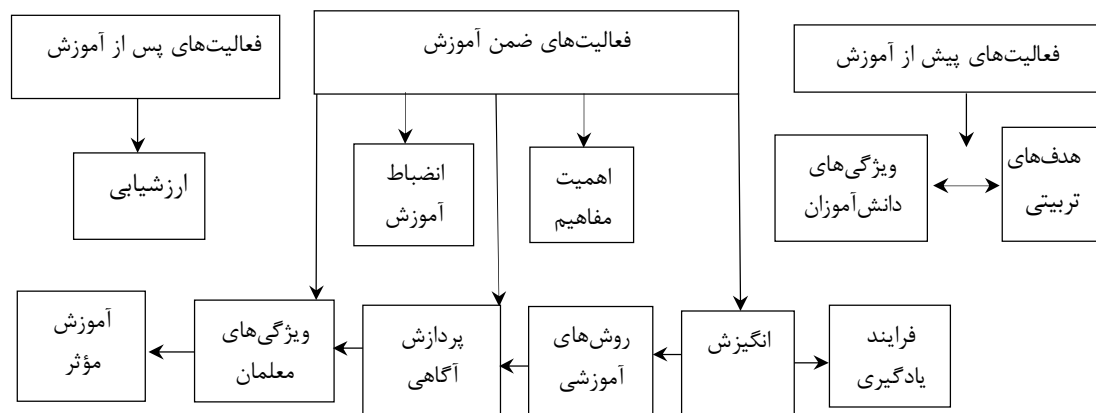 فعالیت‌های پیش از آموزش
فعالیت‌های ضمن آموزش
فعالیت‌های پس از آموزش
هدف‌های
تربیتی
ویژگی‌های
دانش‌آموزان
اهمیت
مفاهیم
انضباط
آموزش
ارزشیابی
فرایند
یادگیری
انگیزش
روش‌های
آموزشی
پردازش
آگاهی
ویژگی‌های
معلمان
آموزش
مؤثر